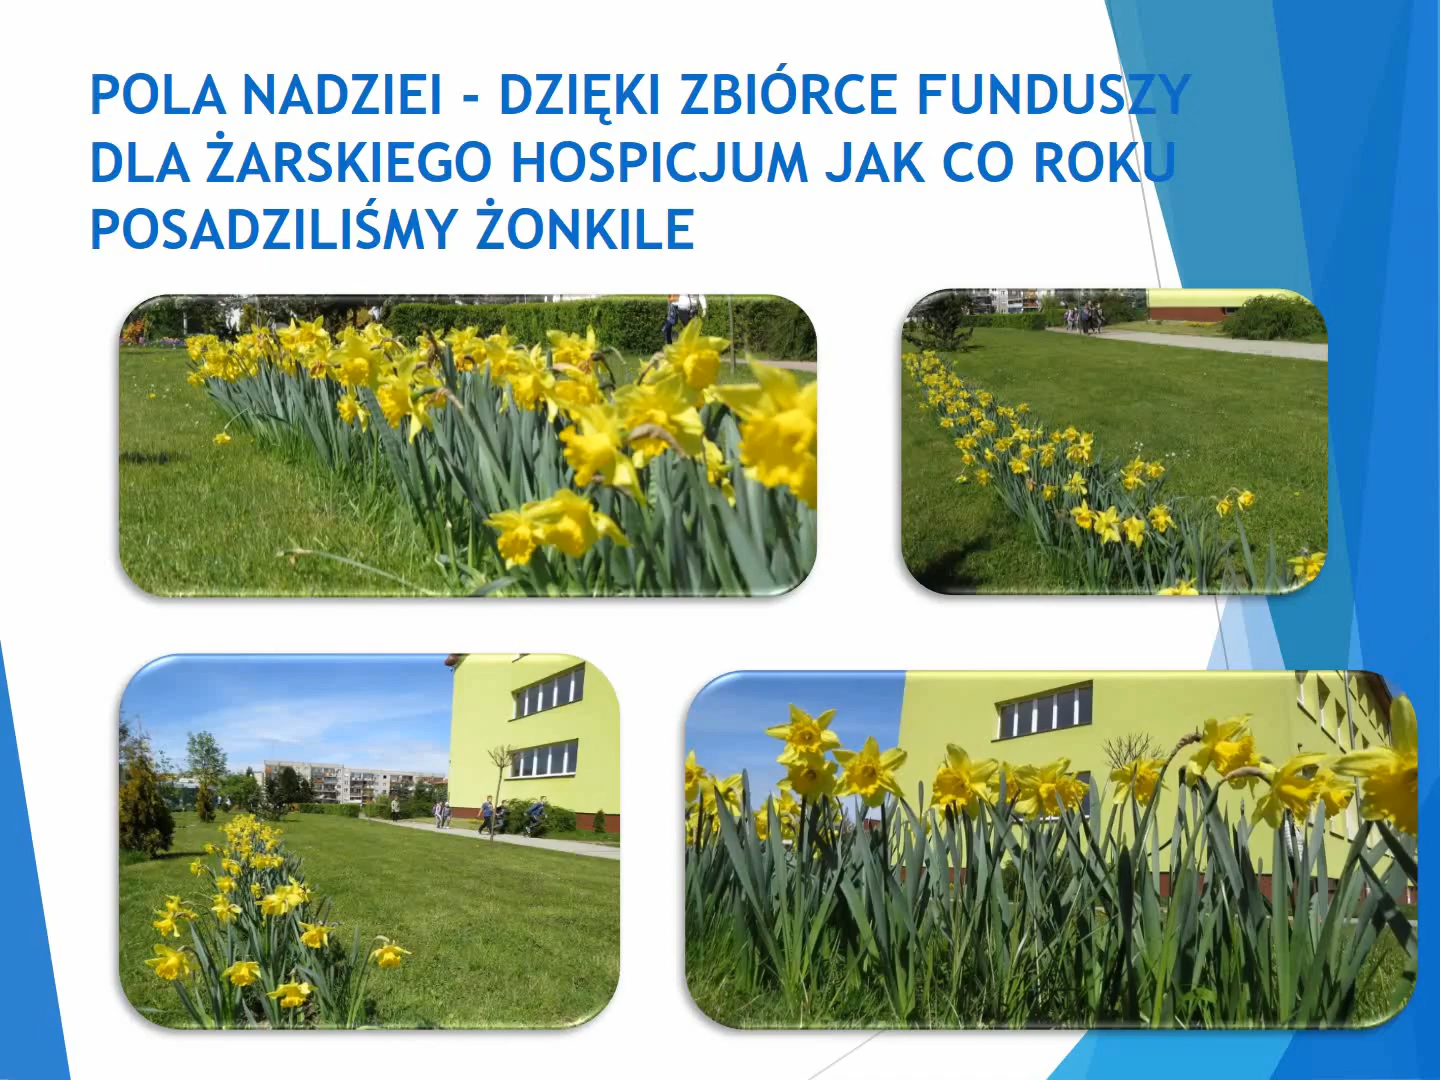 POLA NADZIEI - DZIĘKI ZBIÓRCE FUNDUSZY
DLA ŻARSKIEGO HOSPICJUM JAK CO ROKU
POSADZILIŚMY ŻONKILE